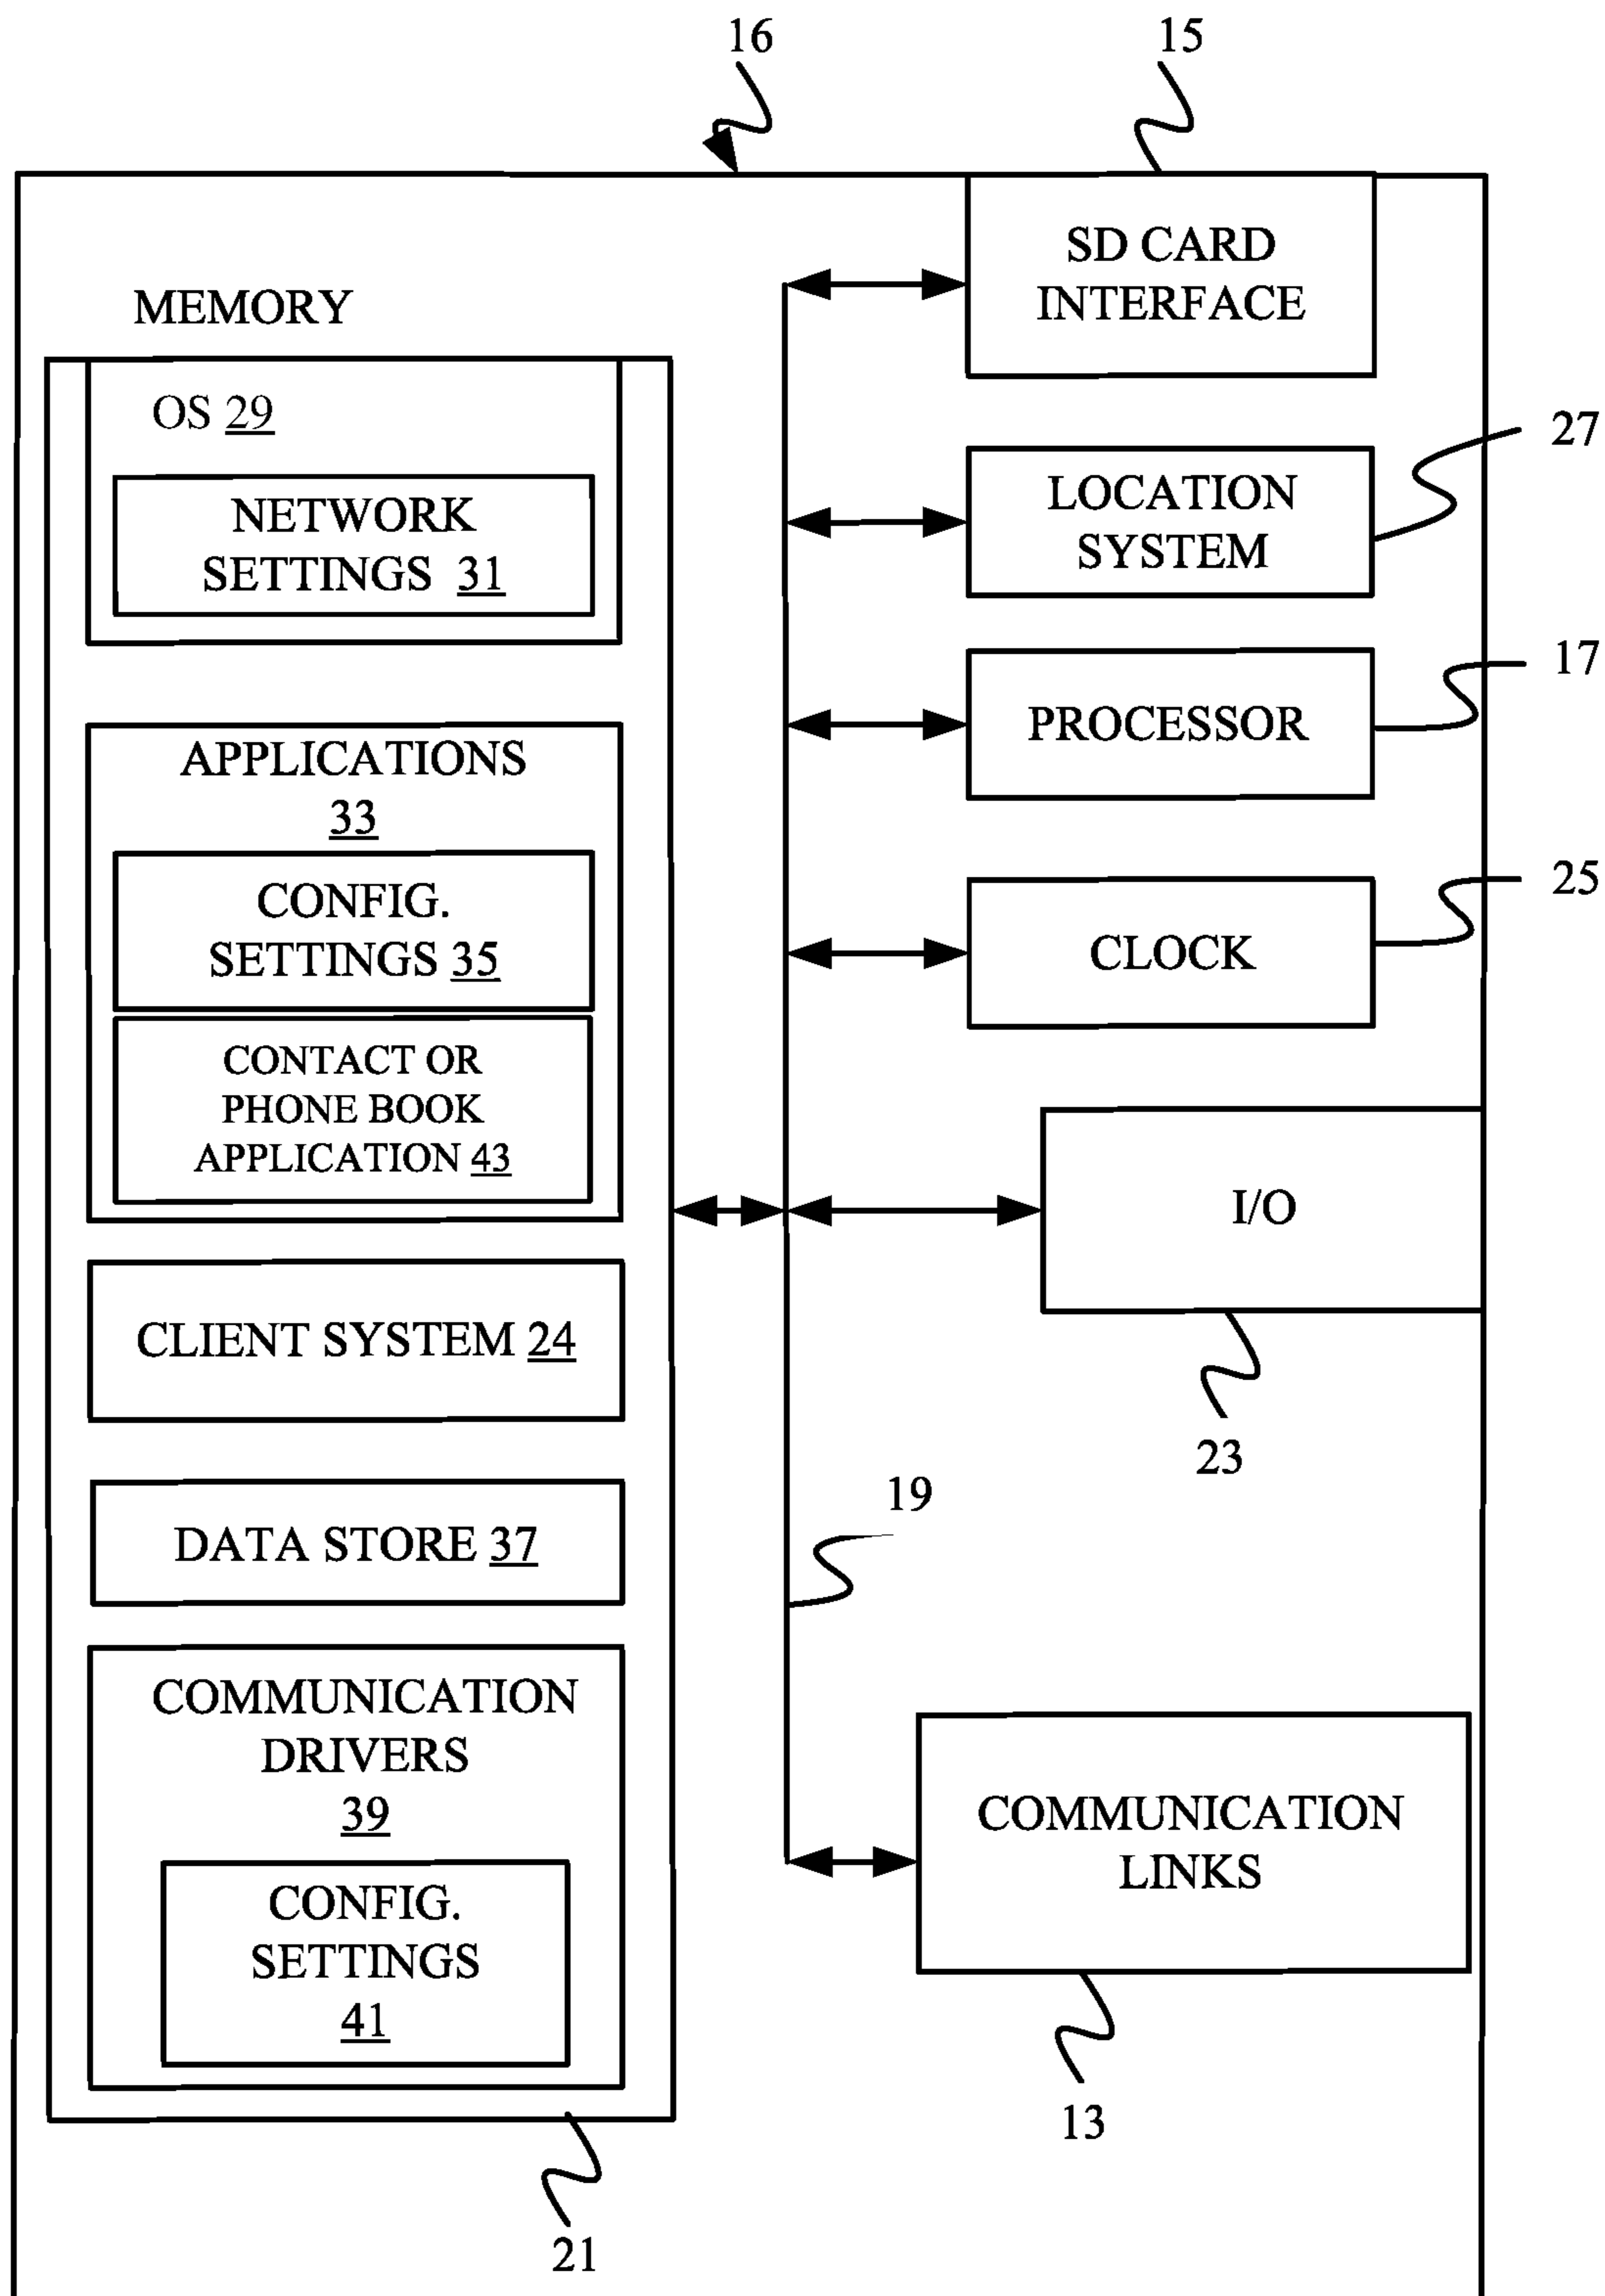 16
15
SD CARD
INTERFACE
MEMORY
OS 29
27
NETWORK
SETTINGS 31
LOCATION
SYSTEM
17
PROCESSOR
APPLICATIONS
33
25
CONFIG.
SETTINGS 35
CLOCK
CONTACT OR
PHONE BOOK
APPLICATION 43
I/O
CLIENT SYSTEM 24
23
19
DATA STORE 37
COMMUNICATION
DRIVERS
39
COMMUNICATION
LINKS
CONFIG.
SETTINGS
41
13
21